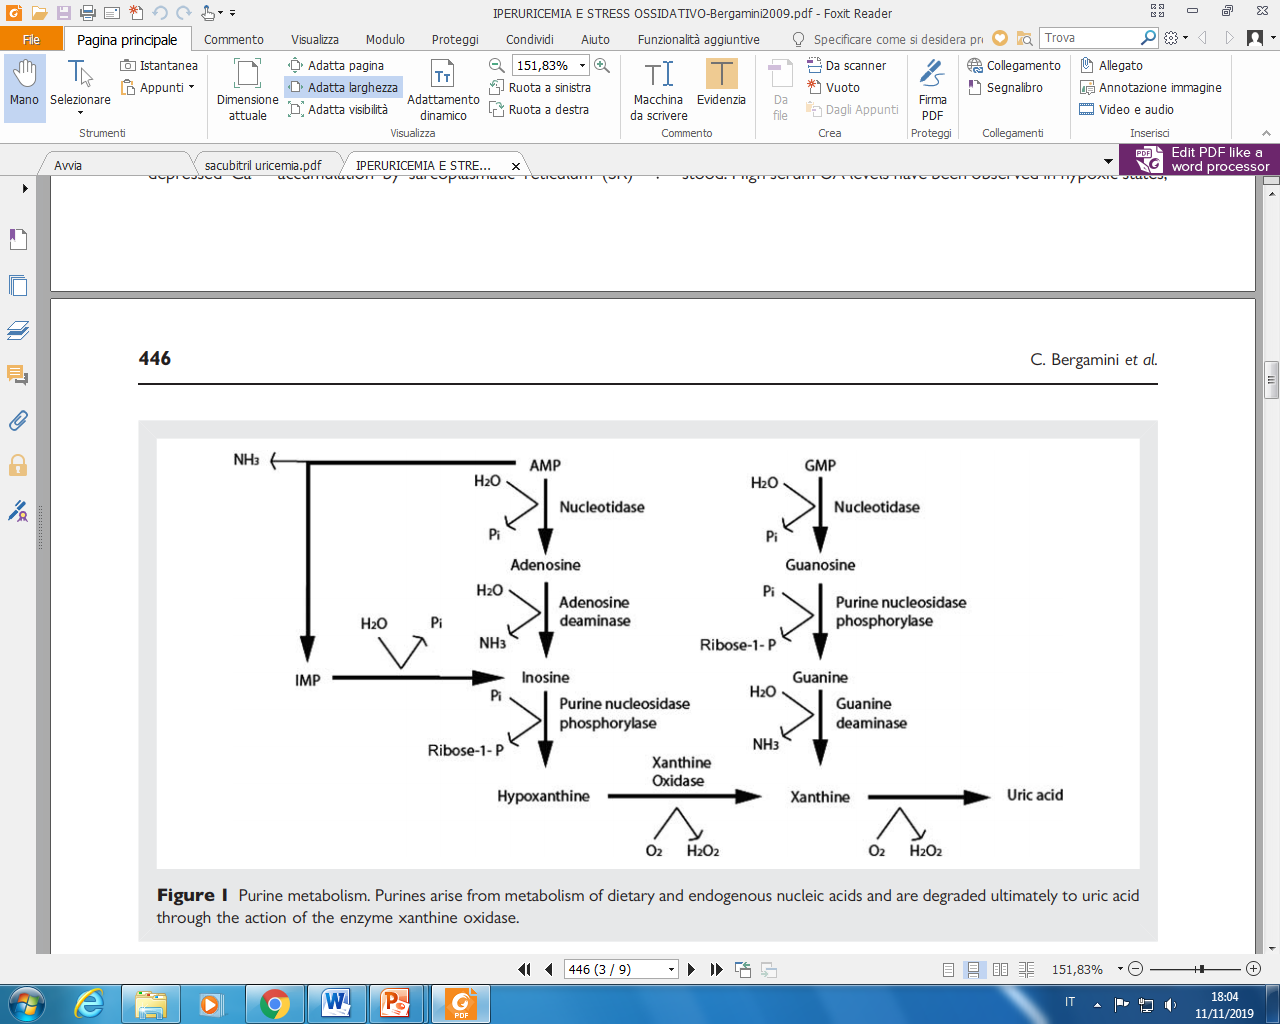 IPERURICEMIA E STRESS OSSIDATIVO-Bergamini2009.pdf - Foxit Reader
File Pagina principale Commento Visualizza Modulo Proteggi Condividi Aiuto Funzionalità aggiuntive Specificare come si desidera Trova
Mano
Selezionare
Istantanea
Appunti
Strumenti
Dimensione
attuale
Adatta pagina
Adatta larghezza
Adatta visibilità
Adattamento
dinamico
151,83%
Ruota a sinistra
Ruota a destra
Visualizza
Macchina
da scrivere
Evidenzia
Commento
Da
file
Da scanner
Vuoto
Dagli Appunti
Crea
Firma
PDF
Proteggi
Collegamento
Segnalibro
Collegamenti
Allegato
Annotazione immagine
Video e audio
Inserisci
Avvia
sacubitril uricemia.pdf
IPERURICEMIA E STRE...
Edit PDF like a
word processor
446
C. Bergamini et al.
NH3
AMP
GMP
H2O
Nucleotidase
Pi
H2O
Nucleotidase
Pi
Adenosine
Guanosine
H2O
Adenosine
deaminase
NH3
Pi
Purine nucleosidase
phosphorylase
Ribose-1- P
H2O
Pi
IMP
Inosine
Guanine
Pi
Purine nucleosidase
phosphorylase
Ribose-1- P
H2O
Guanine
deaminase
NH3
Xanthine
Oxidase
Hypoxanthine
Xanthine
Uric acid
O2
H2O2
O2
H2O2
Figure 1 Purine metabolism. Purines arise from metabolism of dietary and endogenous nucleic acids and are degraded ultimately to uric acid
through the action of the enzyme xanthine oxidase.
446 (3 / 9)
151,83%
IT
18:04
11/11/2019